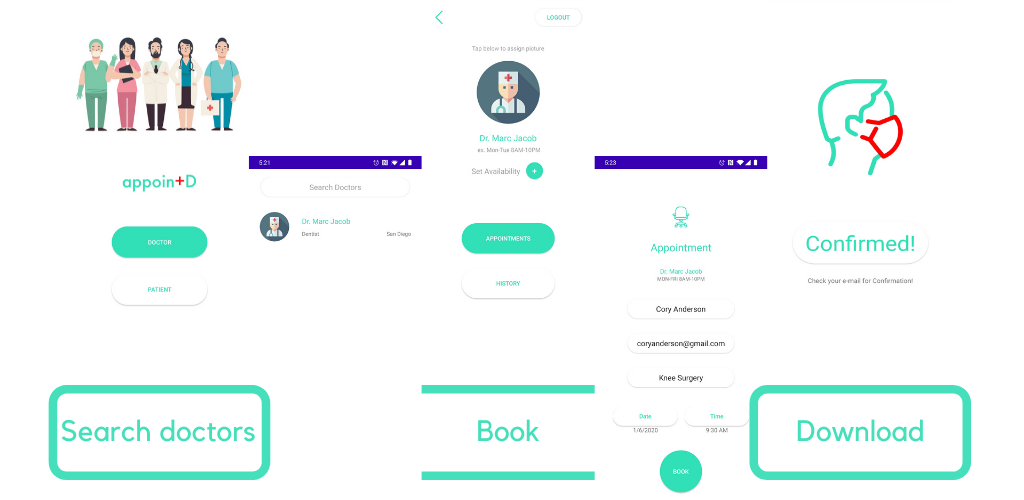 appoin+D
DOCTOR
PATIENT
Search doctors
5:21
Search Doctors
Dr. Marc Jacob
Dentist San Diego
LOGOUT
Tap below to assign picture
Dr. Marc Jacob
ex. Mon-Tue 8AM-10PM
Set Availability +
APPOINTMENTS
HISTORY
Book
5:23
Appointment
Dr. Marc Jacob
MON-FRI 8AM-10PM
Cory Anderson
coryanderson@gmail.com
Knee Surgery
Date Time
1/6/2020 9:30 AM
BOOK
Confirmed!
Check your e-mail for Confirmation!
Download